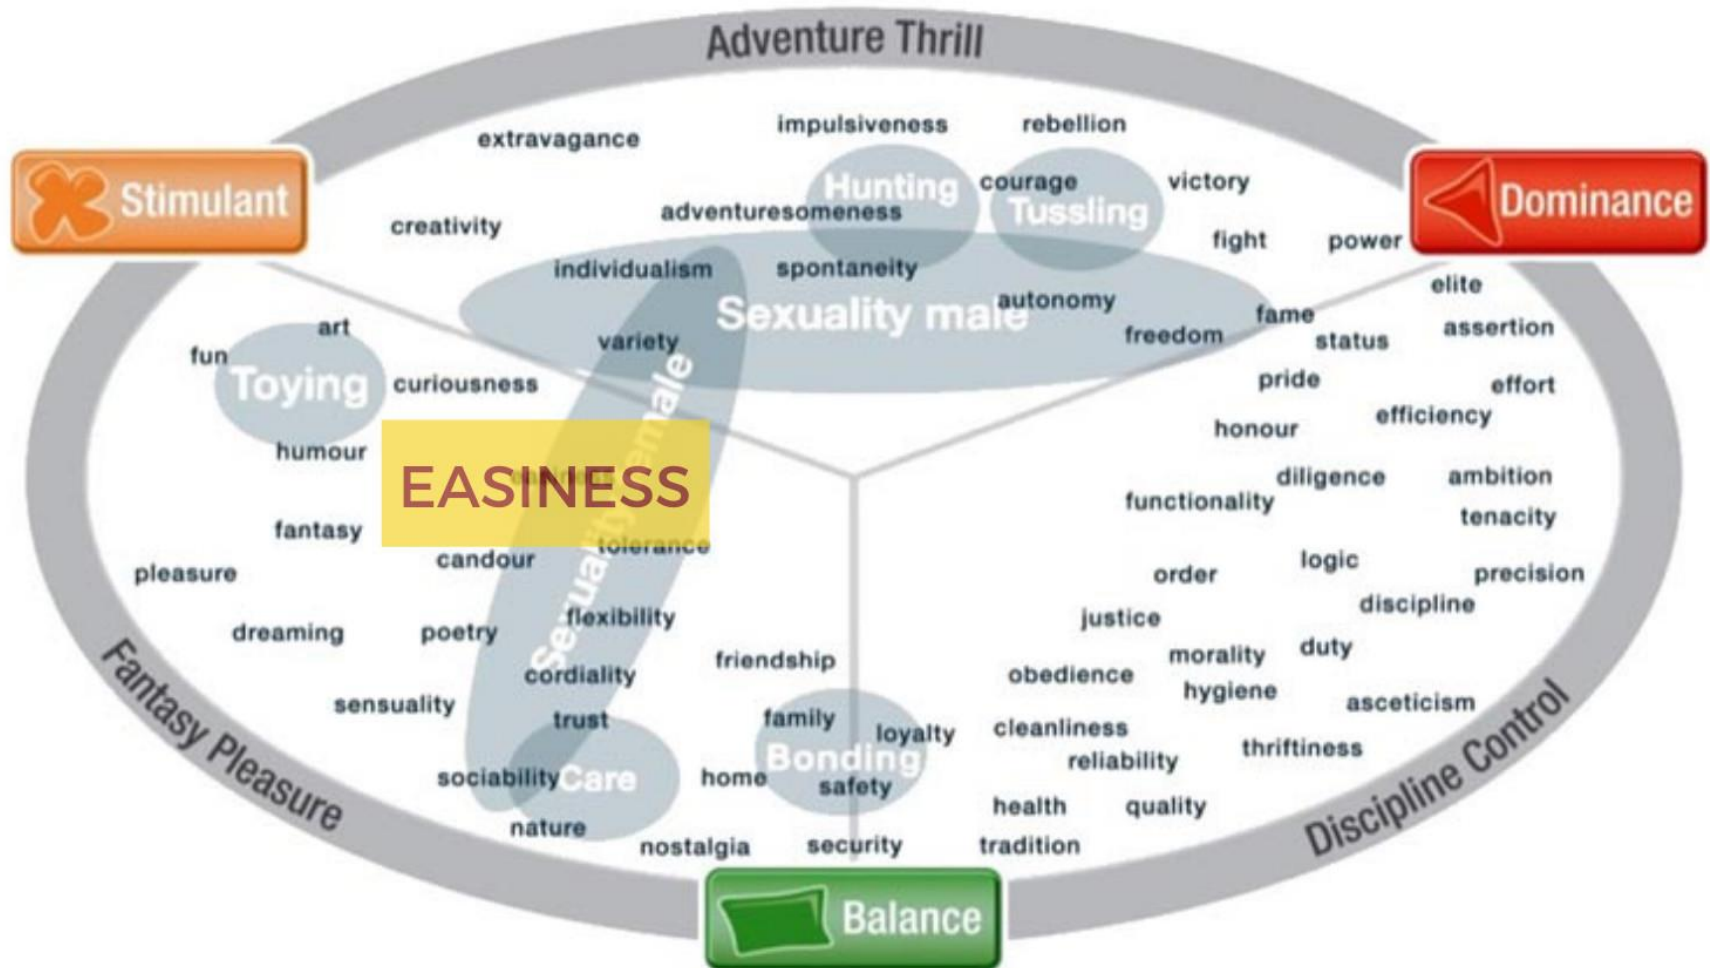 Adventure Thrill
impulsiveness
rebellion
extravagance
Stimulant
Hunting
courage
victory
Dominance
adventuresomeness
Tussling
creativity
fight
power
individualism
spontaneity
elite
Sexuality male
autonomy
fame
freedom
status
assertion
art
variety
fun
Toying
curiousness
pride
effort
efficiency
honour
humour
EASINESS
diligence
ambition
functionality
tenacity
fantasy
tolerance
candour
logic
pleasure
order
precision
discipline
flexibility
justice
dreaming
poetry
duty
morality
friendship
cordiality
obedience
hygiene
sensuality
asceticism
trust
family
loyalty
cleanliness
thriftiness
Bonding
reliability
sociability
Care
home
safety
health
quality
nature
nostalgia
security
tradition
Fantasy Pleasure
Discipline Control
Balance